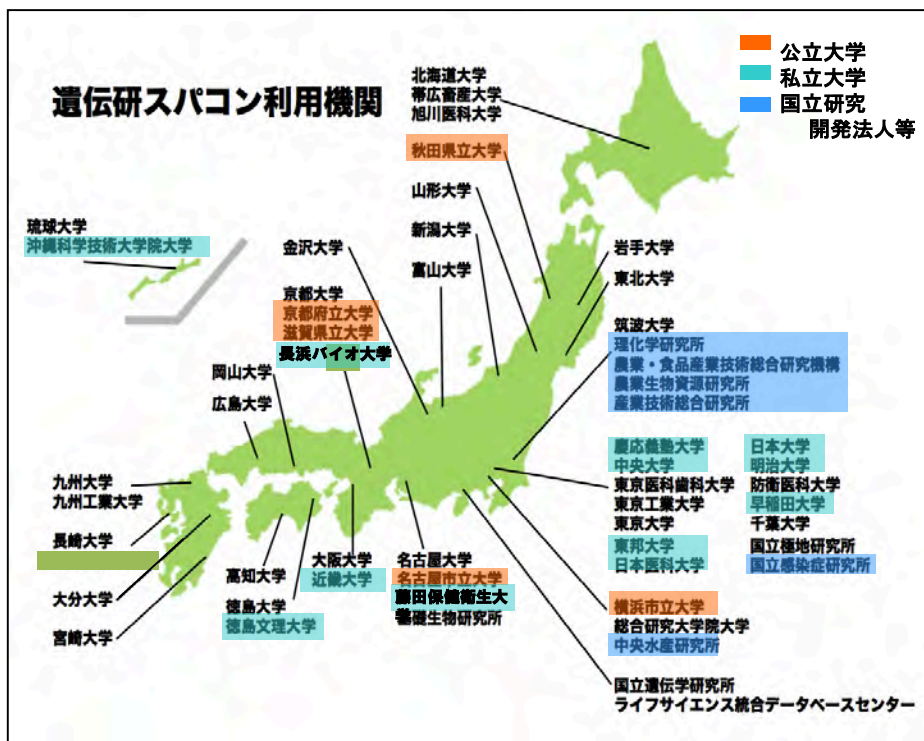 遺伝研スパコン利用機関
公立大学
私立大学
国立研究
開発法人等
北海道大学
帯広畜産大学
旭川医科大学
秋田県立大学
山形大学
新潟大学
富山大学
金沢大学
岩手大学
東北大学
琉球大学
沖縄科学技術大学院大学
京都大学
京都府立大学
滋賀県立大学
長浜バイオ大学
岡山大学
広島大学
筑波大学
理化学研究所
農業・食品産業技術総合研究機構
農業生物資源研究所
産業技術総合研究所
九州大学
九州工業大学
長崎大学
大分大学
宮崎大学
高知大学
徳島大学
徳島文理大学
大阪大学
近畿大学
名古屋大学
名古屋市立大学
藤田保健衛生大
学
基礎生物研究所
慶応義塾大学
中央大学
東京医科歯科大学
東京工業大学
東京大学
東邦大学
日本医科大学
日本大学
明治大学
防衛医科大学
早稲田大学
千葉大学
国立極地研究所
国立感染症研究所
横浜市立大学
総合研究大学院大学
中央水産研究所
国立遺伝学研究所
ライフサイエンス統合データベースセンター